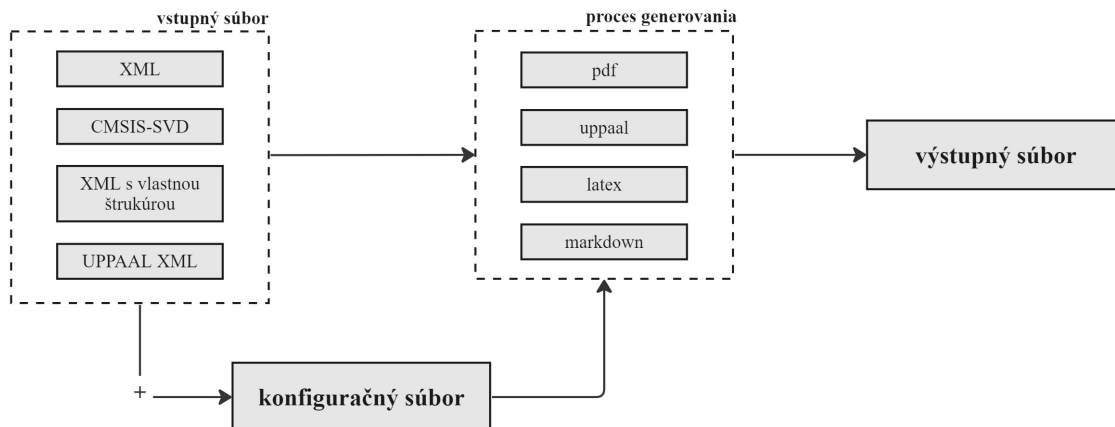 vstupný súbor
XML
CMSIS-SVD
XML s vlastnou
štrukúrou
UPPAAL XML
proces generovania
pdf
uppaal
latex
markdown
výstupný súbor
+
konfiguračný súbor